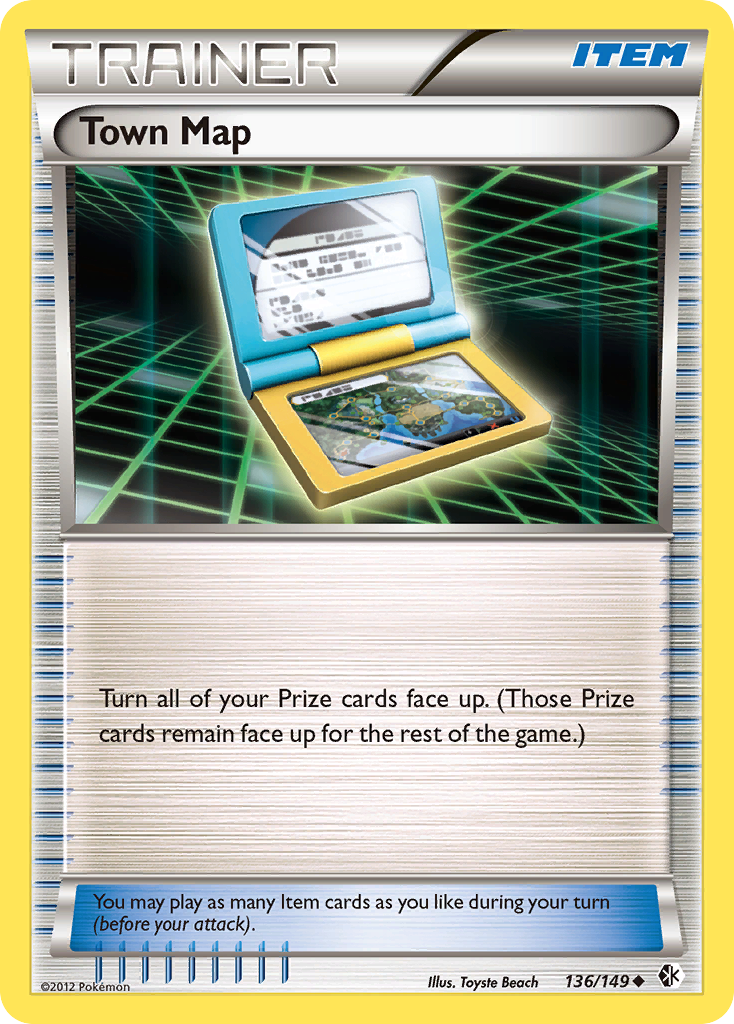 TRAINER
ITEM
Town Map
Turn all of your Prize cards face up. (Those Prize
cards remain face up for the rest of the game.)
You may play as many Item cards as you like during your turn
(before your attack).
©2012 Pokémon
Illus. Toyste Beach
136/149